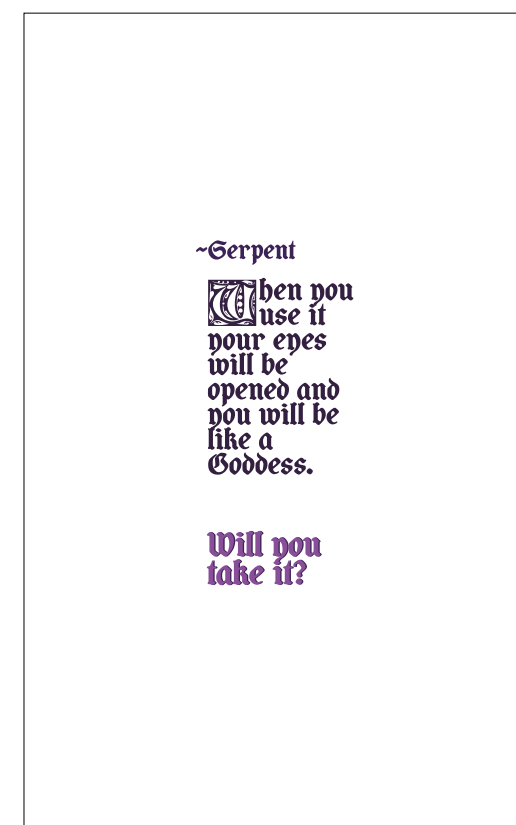 ~Serpent
When you
use it
your eyes
will be
opened and
you will be
like a
Goddess.
Will you
take it?